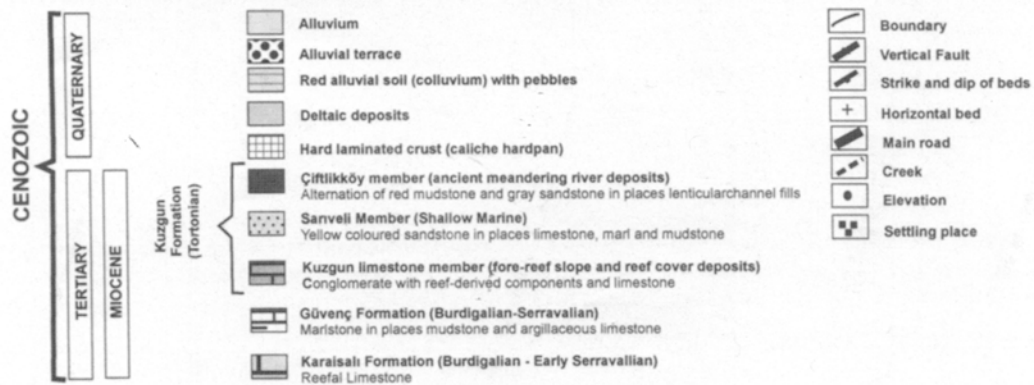 CENOZOIC
QUATERNARY
TERTIARY
MIOCENE
Kuzgun
Formation
(Tortonian)
Alluvium
Alluvial terrace
Red alluvial soil (colluvium) with pebbles
Deltaic deposits
Hard laminated crust (caliche hardpan)
Çiftlikköy member (ancient meandering river deposits)
Alternation of red mudstone and gray sandstone in places lenticularchannel fills
Sarıveli Member (Shallow Marine)
Yellow coloured sandstone in places limestone, marl and mudstone
Kuzgun limestone member (fore-reef slope and reef cover deposits)
Conglomerate with reef-derived components and limestone
Güvenç Formation (Burdigalian-Serravalian)
Marlstone in places mudstone and argillaceous limestone
Karaisalı Formation (Burdigalian - Early Serravallian)
Reefal Limestone
Boundary
Vertical Fault
Strike and dip of beds
Horizontal bed
Main road
Creek
Elevation
Settling place